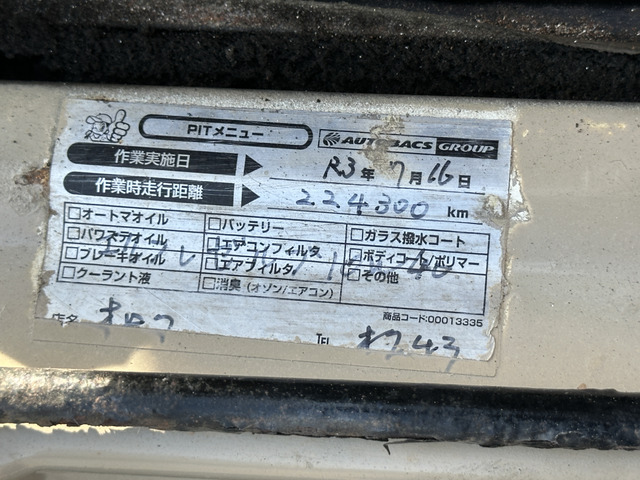 PITメニュー AUTOBACS GROUP
作業実施日 R3年 7月16日
作業時走行距離 224300 km
□オートマオイル □バッテリー □ガラス撥水コート
□パワステオイル □エアコンフィルタ □ボディコート/ポリマー
□ブレーキオイル □エアフィルタ □その他
□クーラント液 □消臭(オゾン/エアコン)
商品コード:00013335
店名 TEL